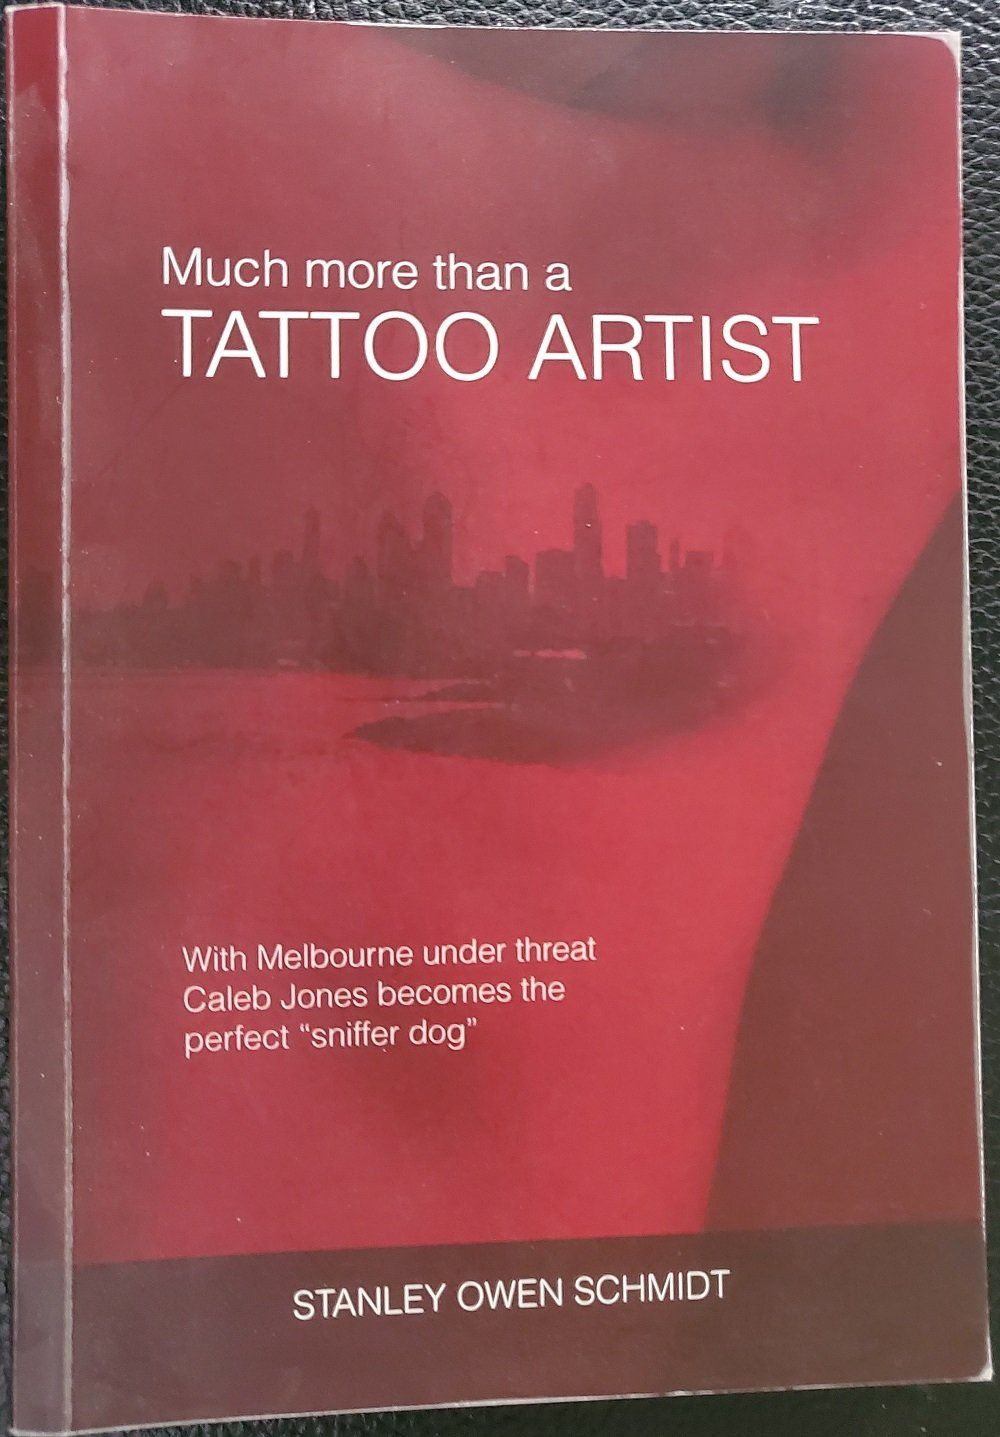 Much more than a
TATTOO ARTIST
With Melbourne under threat
Caleb Jones becomes the
perfect “sniffer dog”
STANLEY OWEN SCHMIDT